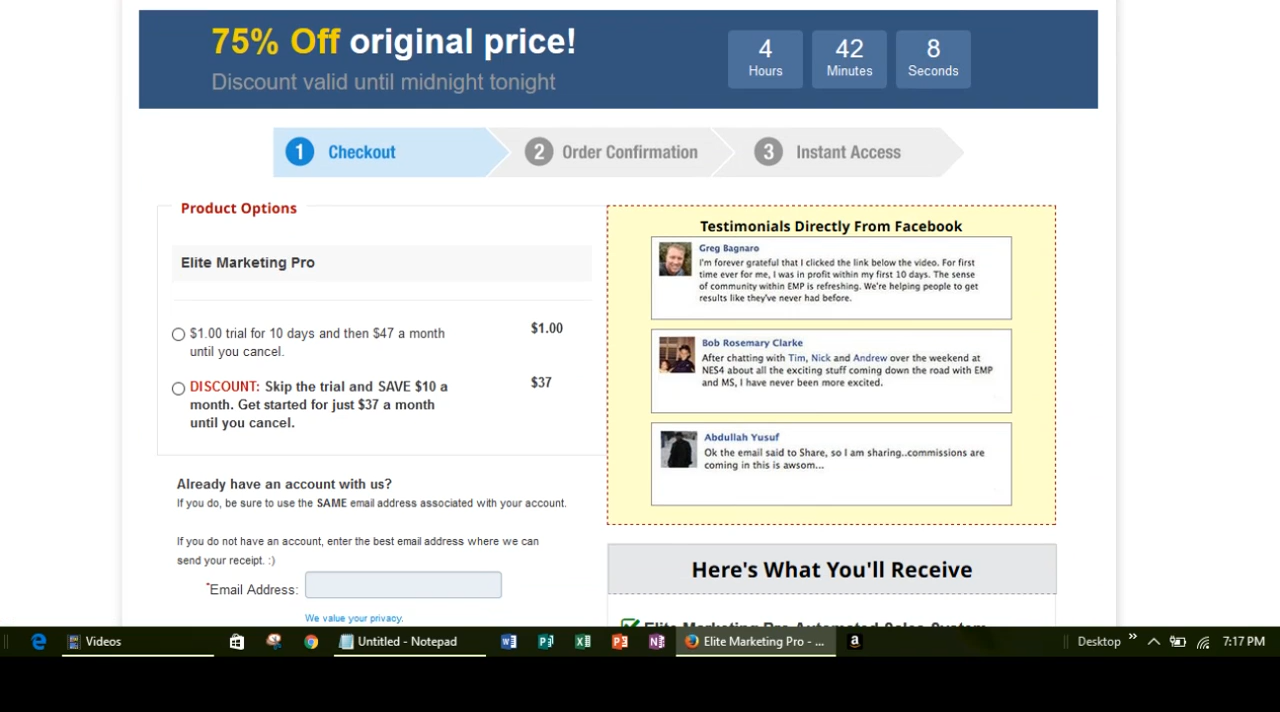 75% Off original price!
Discount valid until midnight tonight
4
Hours
42
Minutes
8
Seconds
1 Checkout
2 Order Confirmation
3 Instant Access
Product Options
Elite Marketing Pro
$1.00 trial for 10 days and then $47 a month
until you cancel.
$1.00
DISCOUNT: Skip the trial and SAVE $10 a
month. Get started for just $37 a month
until you cancel.
$37
Already have an account with us?
If you do, be sure to use the SAME email address associated with your account.
If you do not have an account, enter the best email address where we can
send your receipt. :)
*Email Address:
We value your privacy.
Testimonials Directly From Facebook
Greg Bagnaro
I'm forever grateful that I clicked the link below the video. For first
time ever for me, I was in profit within my first 10 days. The sense
of community within EMP is refreshing. We're helping people to get
results like they've never had before.
Bob Rosemary Clarke
After chatting with Tim, Nick and Andrew over the weekend at
NES4 about all the exciting stuff coming down the road with EMP
and MS, I have never been more excited.
Abdullah Yusuf
Ok the email said to Share, so I am sharing..commissions are
coming in this is awsom...
Here's What You'll Receive
Elite Marketing Pro Automated Sales System
Videos
Untitled - Notepad
Elite Marketing Pro - ...
Desktop
7:17 PM